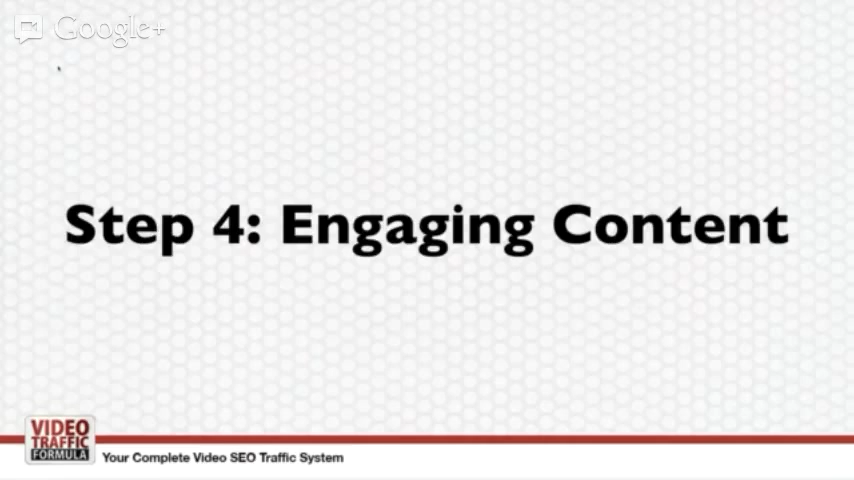 Google+
Step 4: Engaging Content
VIDEO
TRAFFIC
FORMULA
Your Complete Video SEO Traffic System